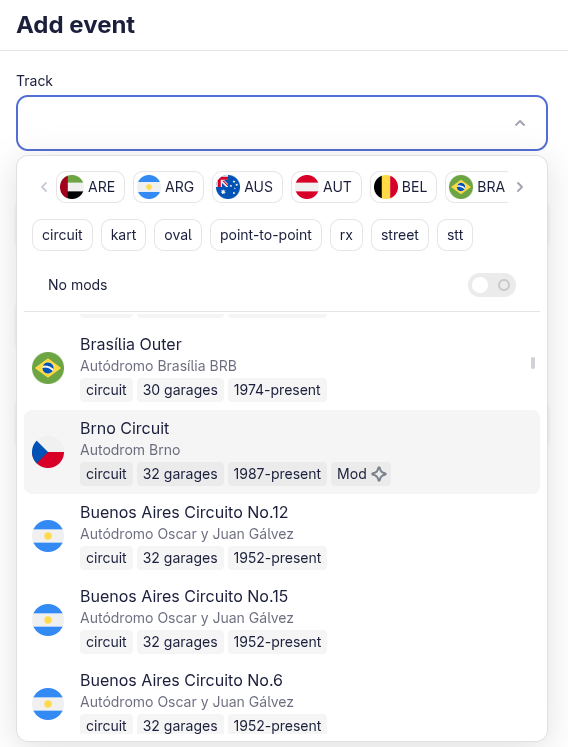 Add event
Track
ARE ARG AUS AUT BEL BRA
circuit kart oval point-to-point rx street stt
No mods
Brasília Outer
Autódromo Brasília BRB
circuit 30 garages 1974-present
Brno Circuit
Autodrom Brno
circuit 32 garages 1987-present Mod
Buenos Aires Circuito No.12
Autódromo Oscar y Juan Gálvez
circuit 32 garages 1952-present
Buenos Aires Circuito No.15
Autódromo Oscar y Juan Gálvez
circuit 32 garages 1952-present
Buenos Aires Circuito No.6
Autódromo Oscar y Juan Gálvez
circuit 32 garages 1952-present